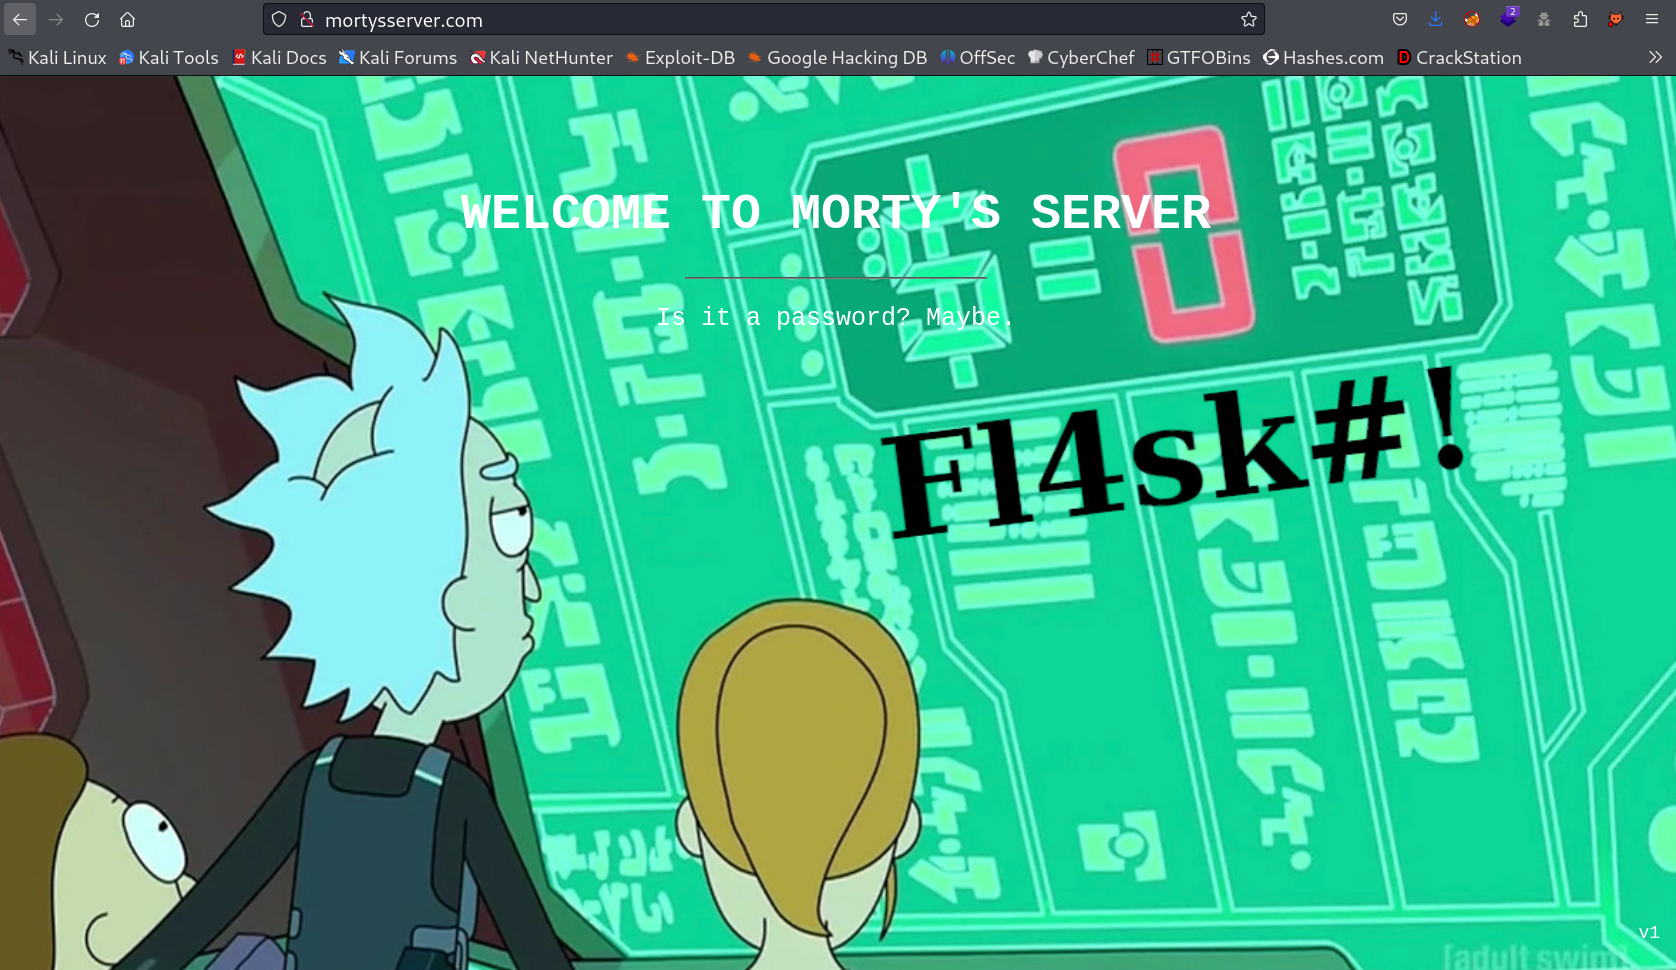 mortysserver.com
2
Kali Linux Kali Tools Kali Docs Kali Forums Kali NetHunter Exploit-DB Google Hacking DB OffSec CyberChef GTFOBins Hashes.com CrackStation
WELCOME TO MORTY'S SERVER
Is it a password? Maybe.
Fl4sk#!
v1
[adult swim]